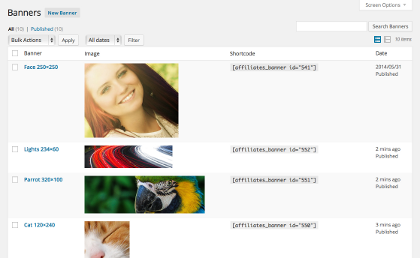 Screen Options
Banners New Banner
All (10) | Published (10)
Search Banners
Bulk Actions Apply All dates Filter
10 items
Banner Image Shortcode Date
Face 250×250 [affiliates_banner id="541"] 2014/05/31
Published
Lights 234×60 [affiliates_banner id="552"] 2 mins ago
Published
Parrot 320×100 [affiliates_banner id="551"] 2 mins ago
Published
Cat 120×240 [affiliates_banner id="550"] 3 mins ago
Published